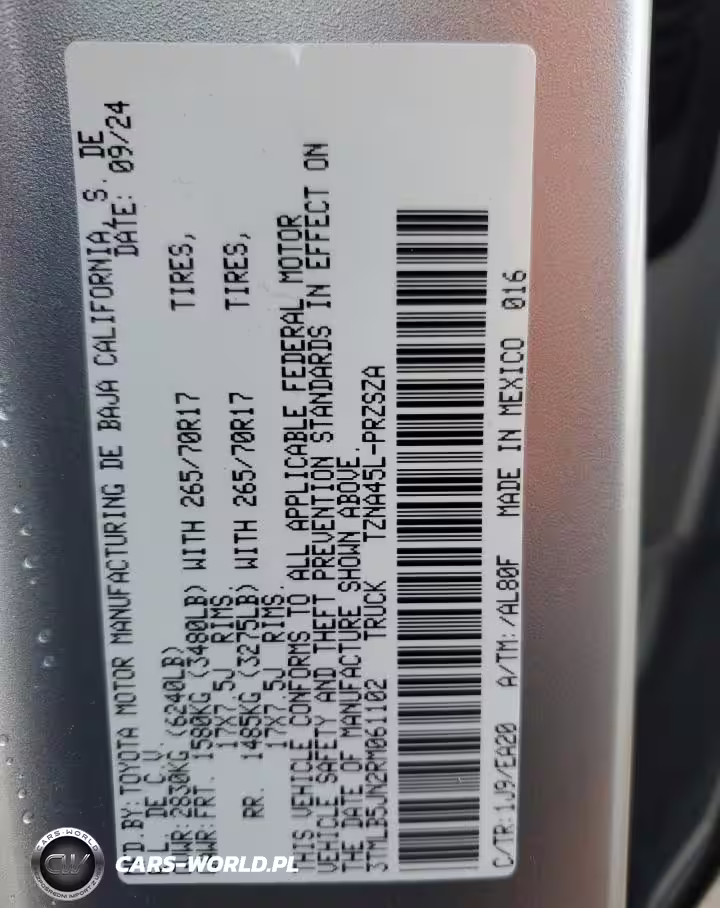 MFD.BY:TOYOTA MOTOR MANUFACTURING DE BAJA CALIFORNIA, S. DE
R.L. DE C.V. DATE: 09/24
GVWR:2830KG (6240LB)
GAWR:FRT. 1580KG (3480LB) WITH 265/70R17 TIRES,
17X7.5J RIMS.
RR. 1485KG (3275LB) WITH 265/70R17 TIRES,
17X7.5J RIMS.
THIS VEHICLE CONFORMS TO ALL APPLICABLE FEDERAL MOTOR
VEHICLE SAFETY AND THEFT PREVENTION STANDARDS IN EFFECT ON
THE DATE OF MANUFACTURE SHOWN ABOVE.
3TMLB5JN2RM061102 TRUCK TZNA45L-PRZSZA
C/TR:1J9/EA20 A/TM:/AL80F MADE IN MEXICO 016
CARS-WORLD
CW
CARS-WORLD.PL